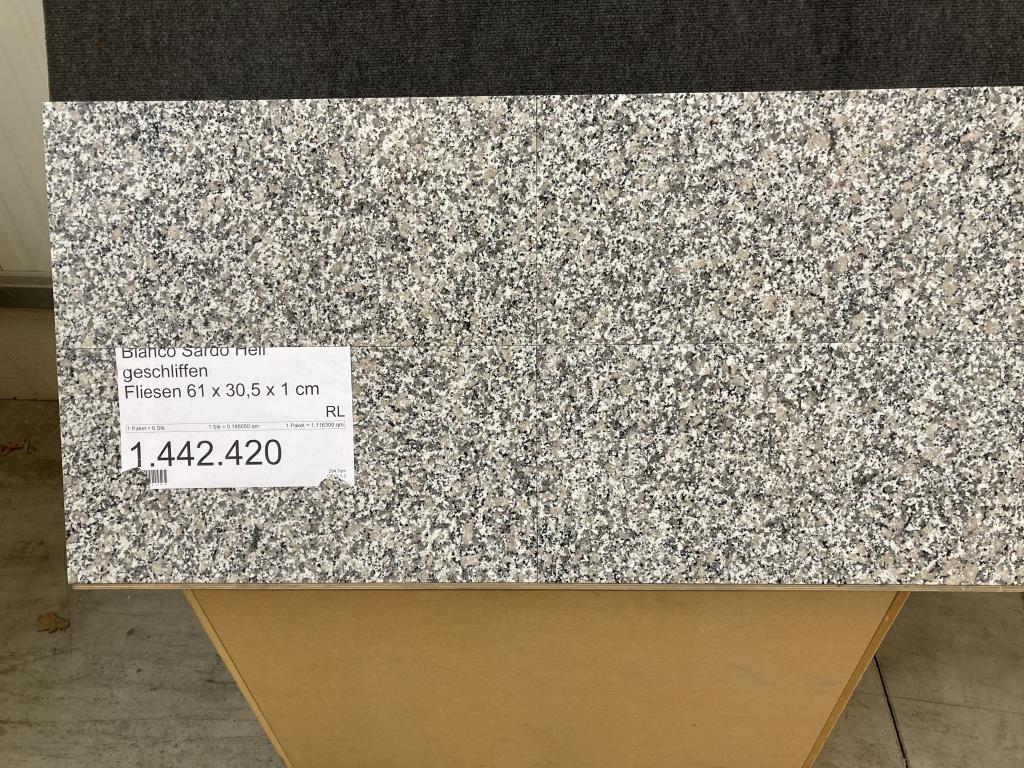 Bianco Sardo Hell
geschliffen
Fliesen 61 x 30,5 x 1 cm
RL
1 Paket = 6 Stk. 1 Stk = 0,186050 qm 1 Paket = 1,116300 qm
1.442.420